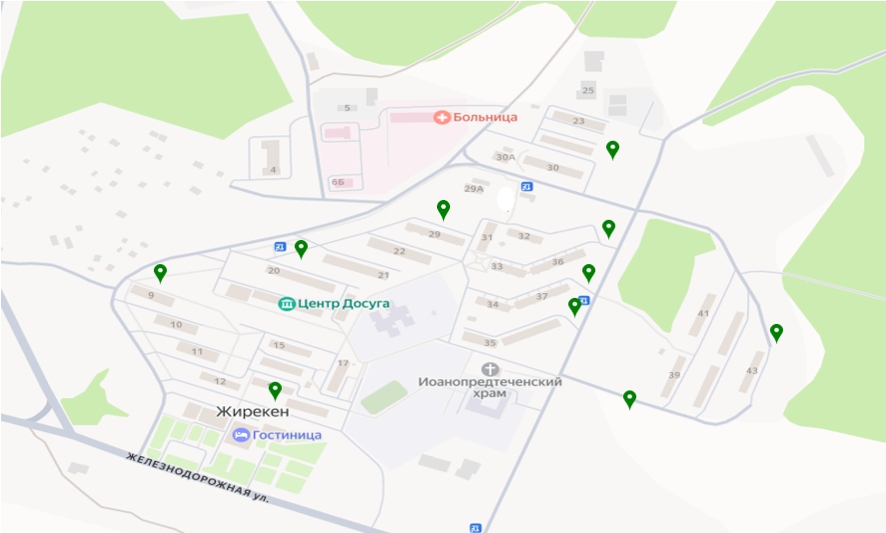 25
5
Больница
23
30А
30
4
6Б
29А
29
31
32
22
36
33
20
21
9
37
34
Центр Досуга
41
10
35
15
11
17
43
39
12
Иоанопредтеченский
храм
Жирекен
Гостиница
ЖЕЛЕЗНОДОРОЖНАЯ ул.